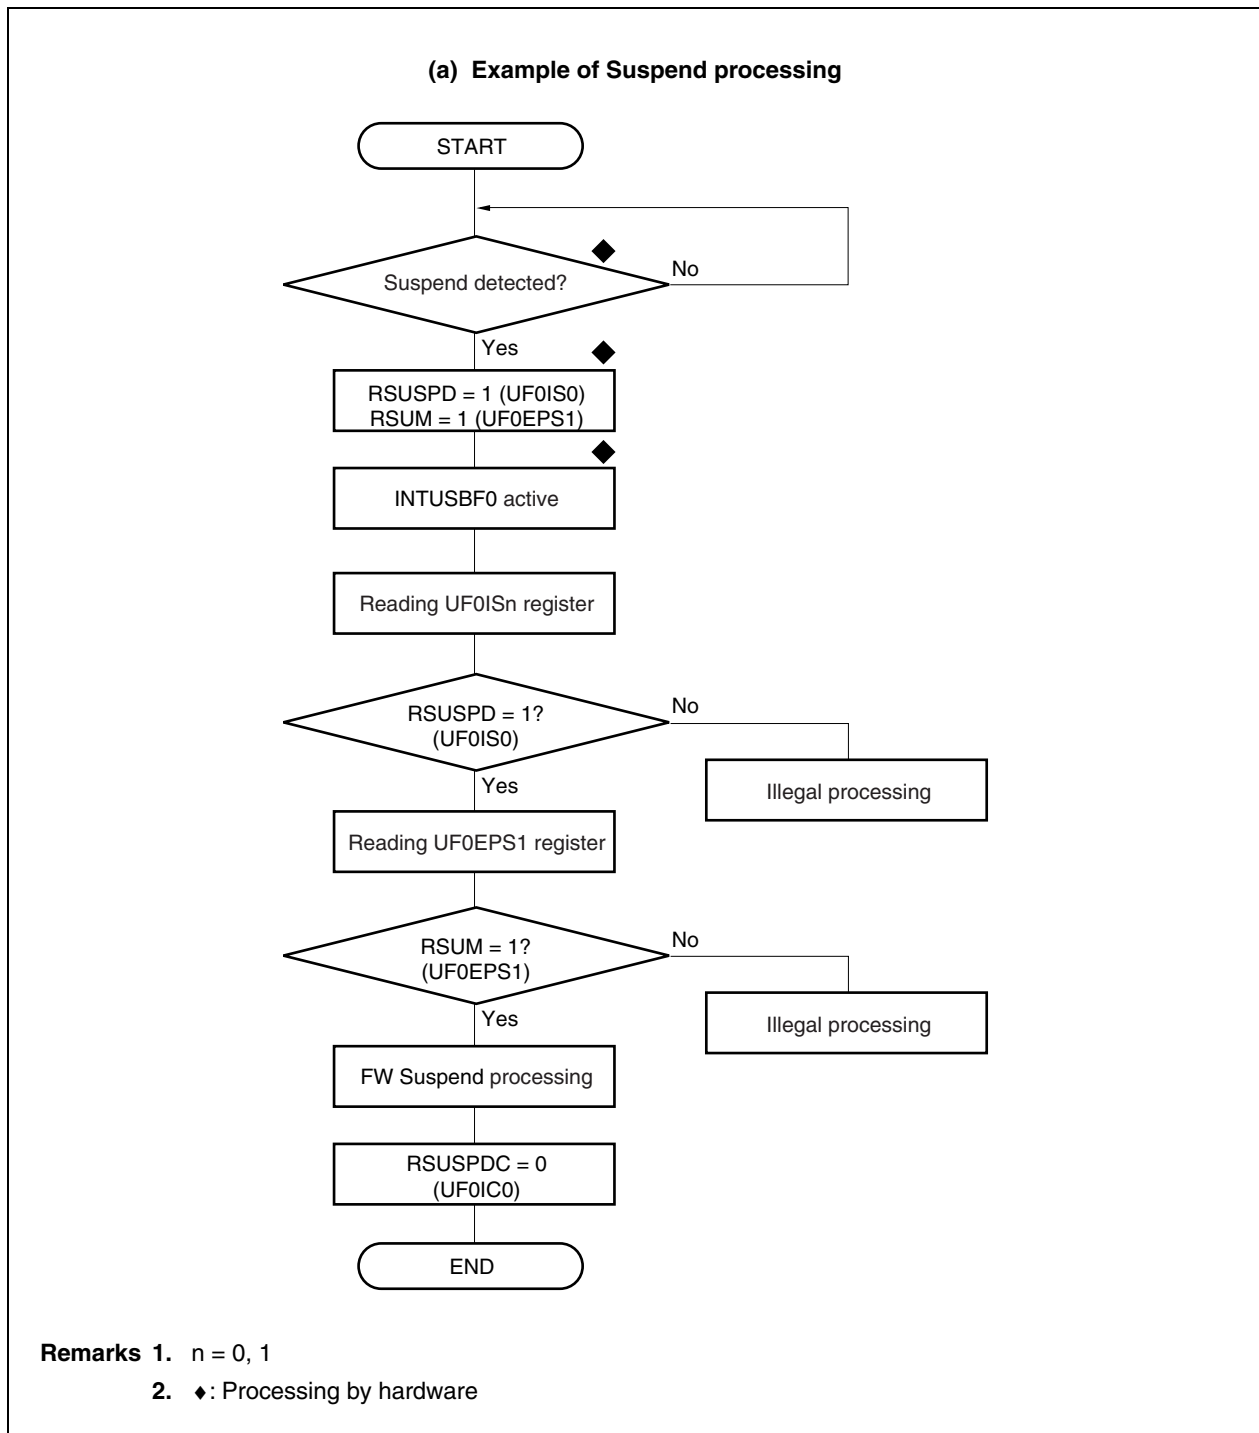 (a) Example of Suspend processing
START
Suspend detected?
No
Yes
RSUSPD = 1 (UF0IS0)
RSUM = 1 (UF0EPS1)
INTUSBF0 active
Reading UF0ISn register
RSUSPD = 1?
(UF0IS0)
No
Yes
Illegal processing
Reading UF0EPS1 register
RSUM = 1?
(UF0EPS1)
No
Yes
Illegal processing
FW Suspend processing
RSUSPDC = 0
(UF0IC0)
END
Remarks 1. n = 0, 1
2. ♦: Processing by hardware